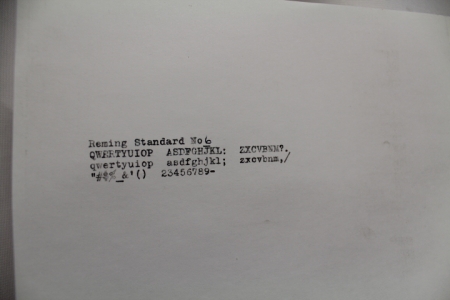 Reming Standard No6
QWERTYUIOP ASDFGHJKL: ZXCVBNM?.
qwertyuiop asdfghjkl; zxcvbnm,/
"#$%_&'() 23456789-